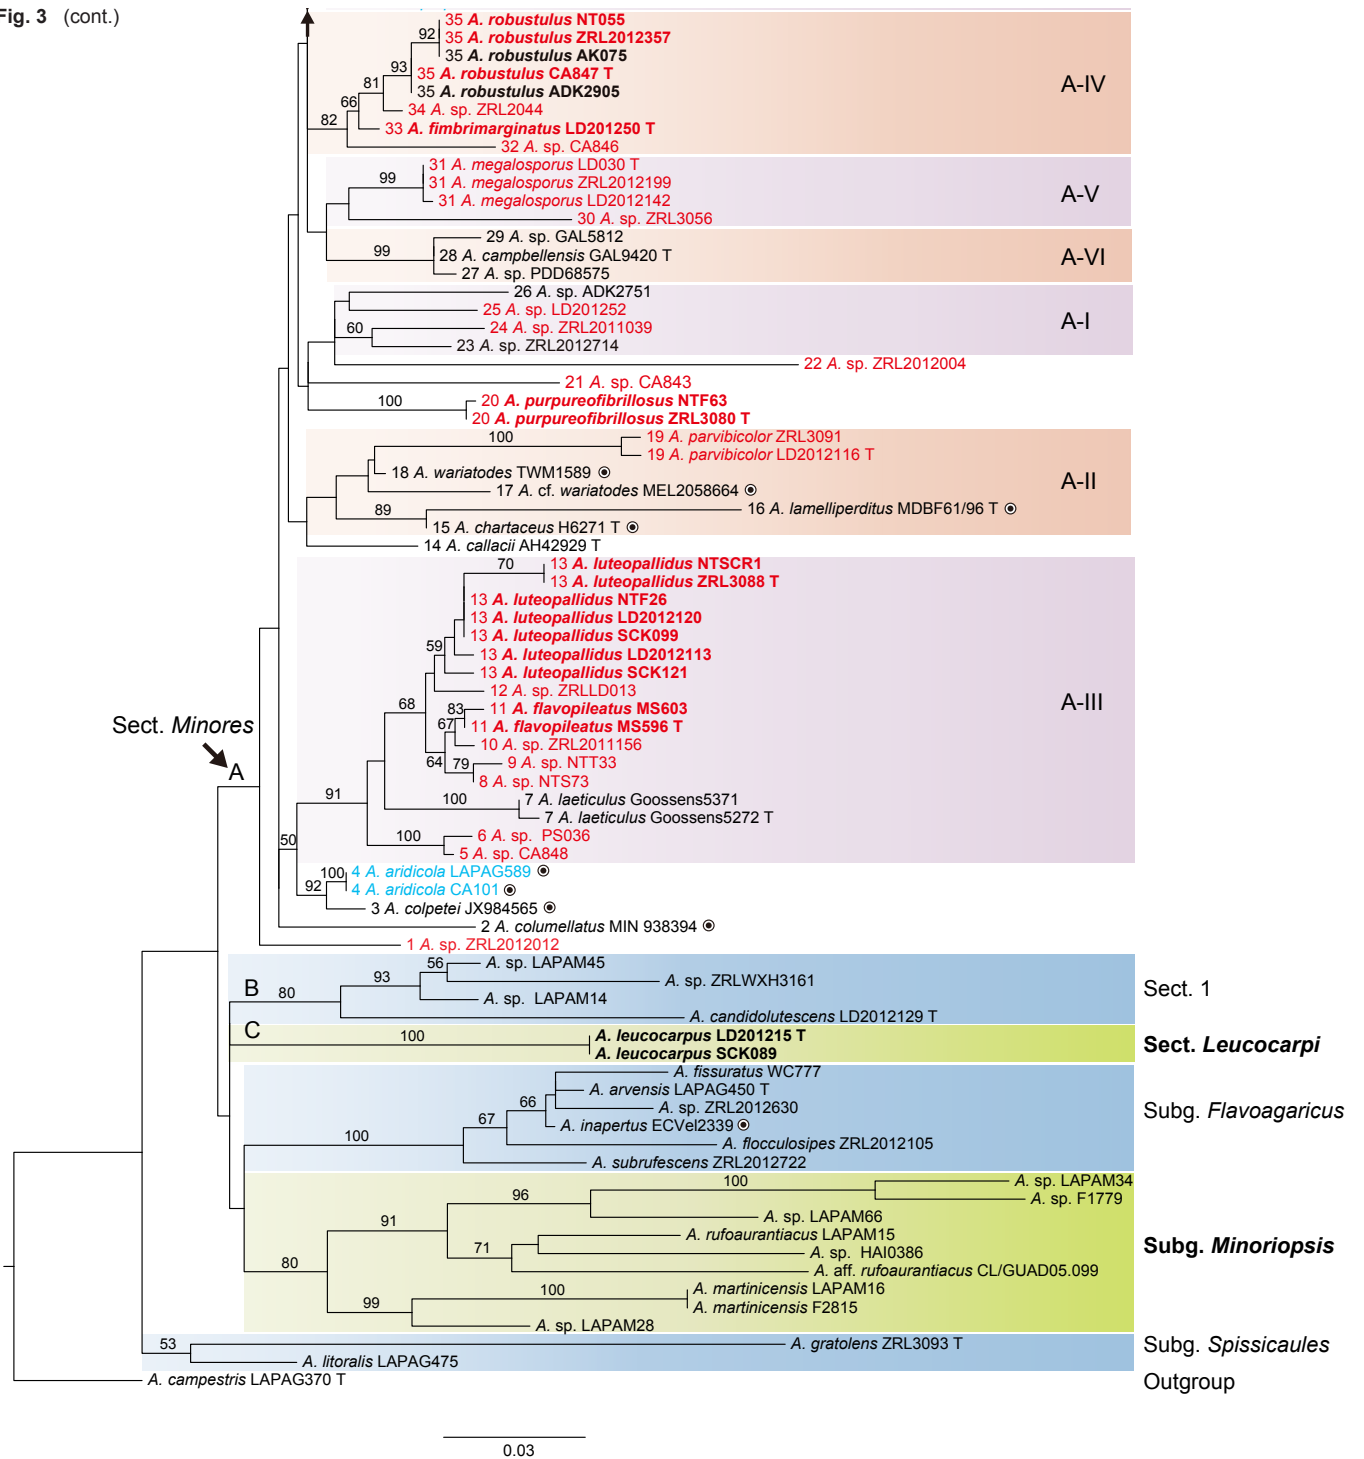 Fig. 3 (cont.)
35 A. robustulus NT055
92
35 A. robustulus ZRL2012357
35 A. robustulus AK075
93
35 A. robustulus CA847 T
81
35 A. robustulus ADK2905
A-IV
66
34 A. sp. ZRL2044
82
33 A. fimbrimarginatus LD201250 T
32 A. sp. CA846
31 A. megalosporus LD030 T
99
31 A. megalosporus ZRL2012199
A-V
31 A. megalosporus LD2012142
30 A. sp. ZRL3056
29 A. sp. GAL5812
99
28 A. campbellensis GAL9420 T
A-VI
27 A. sp. PDD68575
26 A. sp. ADK2751
25 A. sp. LD201252
A-I
60
24 A. sp. ZRL2011039
23 A. sp. ZRL2012714
22 A. sp. ZRL2012004
21 A. sp. CA843
100
20 A. purpureofibrillosus NTF63
20 A. purpureofibrillosus ZRL3080 T
100
19 A. parvibicolor ZRL3091
19 A. parvibicolor LD2012116 T
18 A. wariatodes TWM1589
A-II
17 A. cf. wariatodes MEL2058664
89
16 A. lamelliperditus MDBF61/96 T
15 A. chartaceus H6271 T
14 A. callacii AH42929 T
70
13 A. luteopallidus NTSCR1
13 A. luteopallidus ZRL3088 T
13 A. luteopallidus NTF26
13 A. luteopallidus LD2012120
13 A. luteopallidus SCK099
59
13 A. luteopallidus LD2012113
13 A. luteopallidus SCK121
12 A. sp. ZRLLD013
A-III
68
83
11 A. flavopileatus MS603
67
11 A. flavopileatus MS596 T
Sect. Minores
10 A. sp. ZRL2011156
64
79
9 A. sp. NTT33
A
8 A. sp. NTS73
91
100
7 A. laeticulus Goossens5371
7 A. laeticulus Goossens5272 T
100
6 A. sp. PS036
50
5 A. sp. CA848
100
4 A. aridicola LAPAG589
92
4 A. aridicola CA101
3 A. colpetei JX984565
2 A. columellatus MIN 938394
1 A. sp. ZRL2012012
56
A. sp. LAPAM45
93
A. sp. ZRLWXH3161
B
80
A. sp. LAPAM14
Sect. 1
A. candidolutescens LD2012129 T
C
100
A. leucocarpus LD201215 T
Sect. Leucocarpi
A. leucocarpus SCK089
A. fissuratus WC777
A. arvensis LAPAG450 T
66
A. sp. ZRL2012630
Subg. Flavoagaricus
67
A. inapertus ECVel2339
100
A. flocculosipes ZRL2012105
A. subrufescens ZRL2012722
100
A. sp. LAPAM34
96
A. sp. F1779
91
A. sp. LAPAM66
A. rufoaurantiacus LAPAM15
71
A. sp. HAI0386
Subg. Minoriopsis
80
A. aff. rufoaurantiacus CL/GUAD05.099
100
A. martinicensis LAPAM16
99
A. martinicensis F2815
A. sp. LAPAM28
53
A. gratolens ZRL3093 T
Subg. Spissicaules
A. litoralis LAPAG475
A. campestris LAPAG370 T
Outgroup
0.03